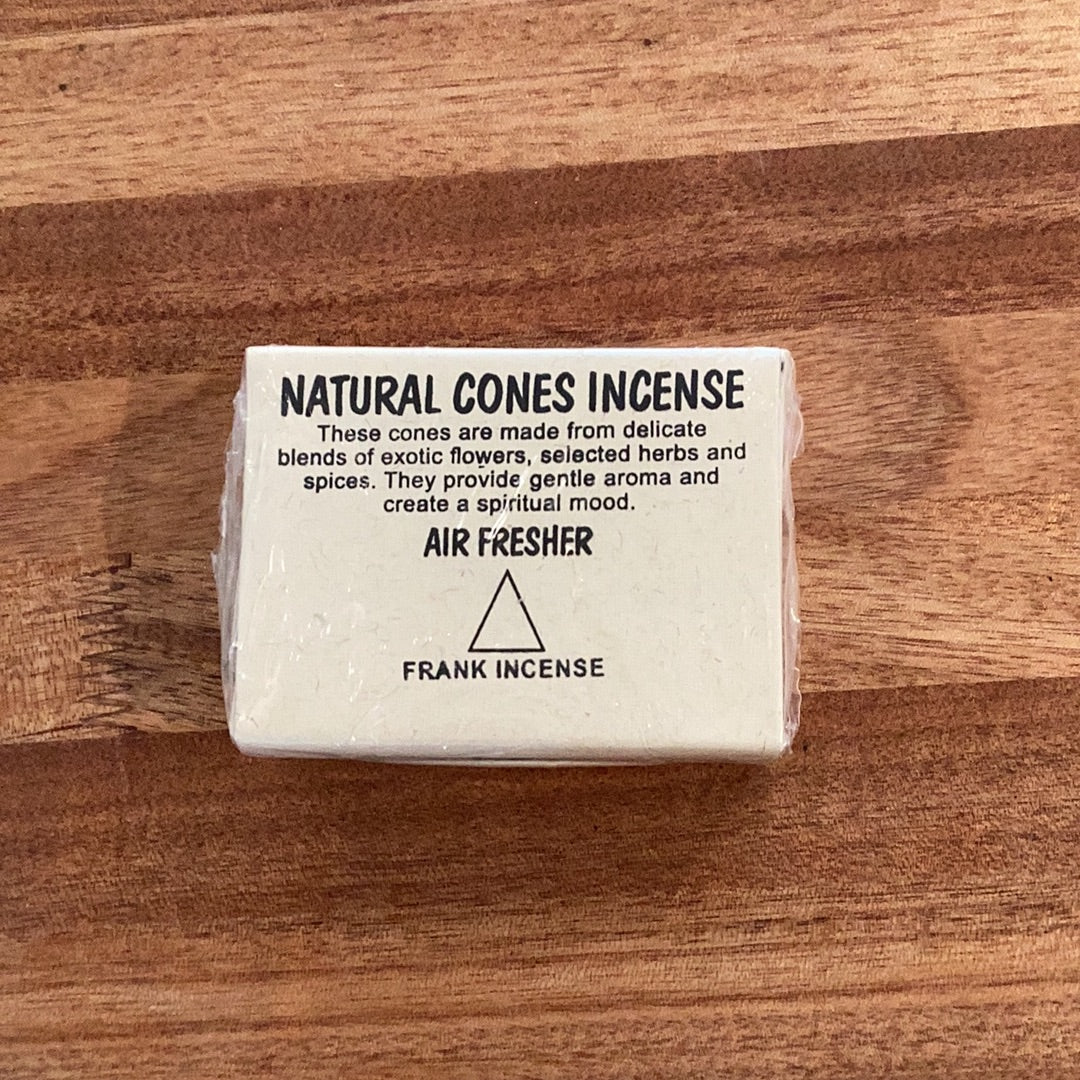 NATURAL CONES INCENSE
These cones are made from delicate
blends of exotic flowers, selected herbs and
spices. They provide gentle aroma and
create a spiritual mood.
AIR FRESHER
FRANK INCENSE